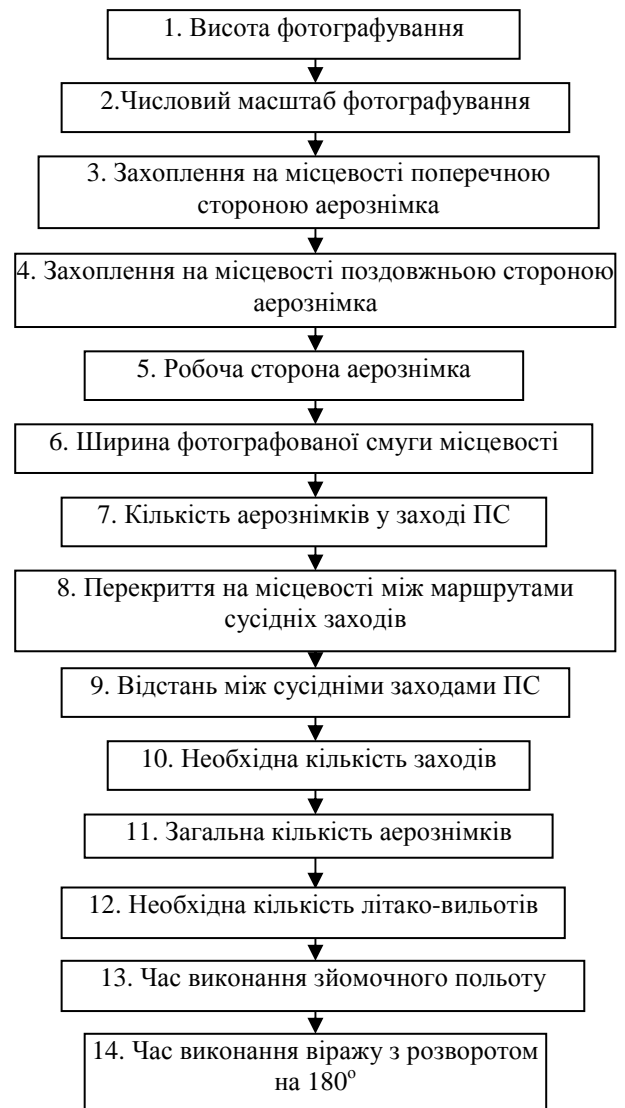 1. Висота фотографування
2.Числовий масштаб фотографування
3. Захоплення на місцевості поперечною
стороною аерознімка
4. Захоплення на місцевості поздовжньою стороною
аерознімка
5. Робоча сторона аерознімка
6. Ширина фотографованої смуги місцевості
7. Кількість аерознімків у заході ПС
8. Перекриття на місцевості між маршрутами
сусідніх заходів
9. Відстань між сусідніми заходами ПС
10. Необхідна кількість заходів
11. Загальна кількість аерознімків
12. Необхідна кількість літако-вильотів
13. Час виконання зйомочного польоту
14. Час виконання віражу з розворотом
на 180º